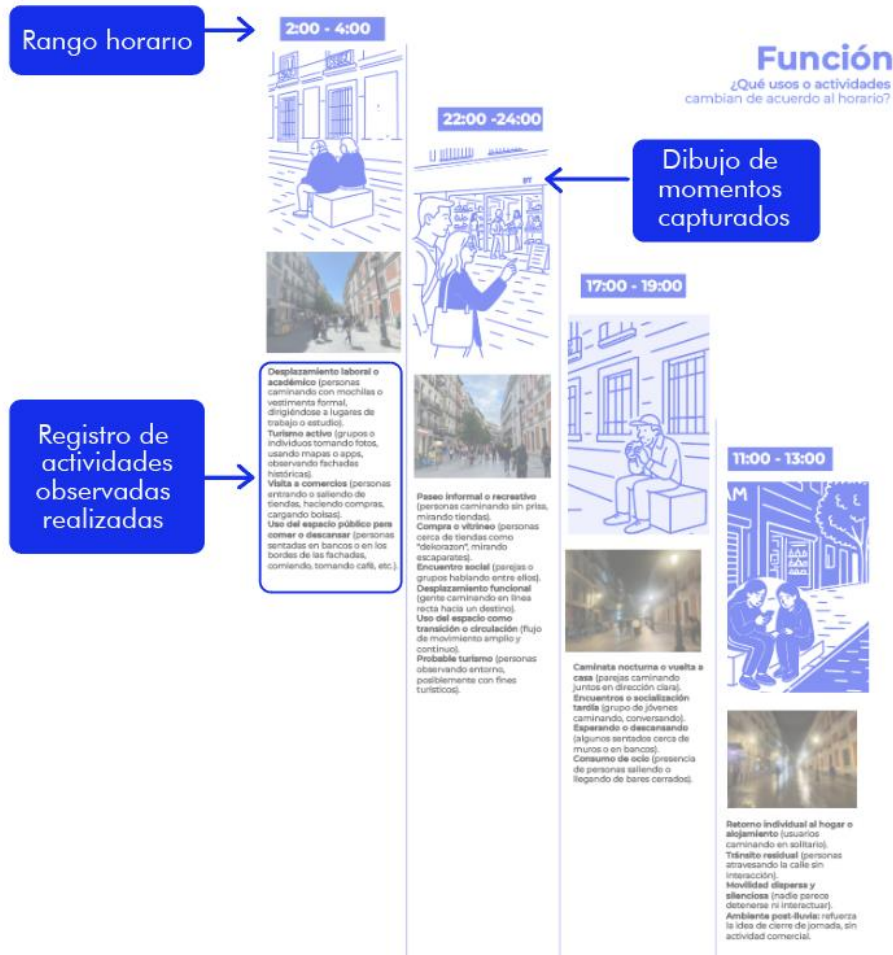 Rango horario
2:00 - 4:00
Función
¿Qué usos o actividades
cambian de acuerdo al horario?
22:00 -24:00
Dibujo de
momentos
capturados
17:00 - 19:00
11:00 - 13:00
Registro de
actividades
observadas
realizadas
Desplazamiento laboral o
académico (personas
caminando con mochilas o
vestimenta formal,
dirigiéndose a lugares de
trabajo o estudio).
Turismo activo (grupos o
individuos tomando fotos,
usando mapas o apps,
observando fachadas
históricas).
Visita a comercios (personas
entrando o saliendo de
tiendas, haciendo compras,
cargando bolsas).
Uso del espacio público para
comer o descansar (personas
sentadas en bancos o en los
bordes de las fachadas,
comiendo, tomando café, etc.).
Paseo informal o recreativo
(personas caminando sin prisa,
mirando tiendas).
Compra o vitrineo (personas
cerca de tiendas como
"dekorazon", mirando
escaparates).
Encuentro social (parejas o
grupos hablando entre ellos).
Desplazamiento funcional
(gente caminando en línea
recta hacia un destino).
Uso del espacio como
transición o circulación (flujo
de movimiento amplio y
continuo).
Probable turismo (personas
observando entorno,
posiblemente con fines
turísticos).
Caminata nocturna o vuelta a
casa (parejas caminando
juntos en dirección clara).
Encuentros o socialización
tardía (grupo de jóvenes
caminando, conversando).
Esperando o descansando
(algunos sentados cerca de
muros o en bancos).
Consumo de ocio (presencia
de personas saliendo o
llegando de bares cerrados).
AM
Retorno individual al hogar o
alojamiento (usuarios
caminando en solitario).
Tránsito residual (personas
atravesando la calle sin
interacción).
Movilidad dispersa y
silenciosa (nadie parece
detenerse ni interactuar).
Ambiente post-lluvia: refuerza
la idea de cierre de jornada, sin
actividad comercial.